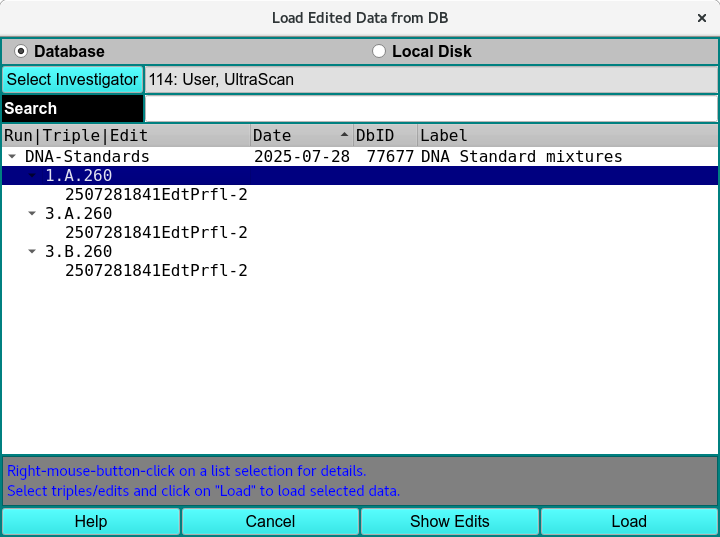 Load Edited Data from DB ×
Database Local Disk
Select Investigator 114: User, UltraScan
Search
Run|Triple|Edit Date DbID Label
DNA-Standards 2025-07-28 77677 DNA Standard mixtures
1.A.260
2507281841EdtPrfl-2
3.A.260
2507281841EdtPrfl-2
3.B.260
2507281841EdtPrfl-2
Right-mouse-button-click on a list selection for details.
Select triples/edits and click on "Load" to load selected data.
Help Cancel Show Edits Load